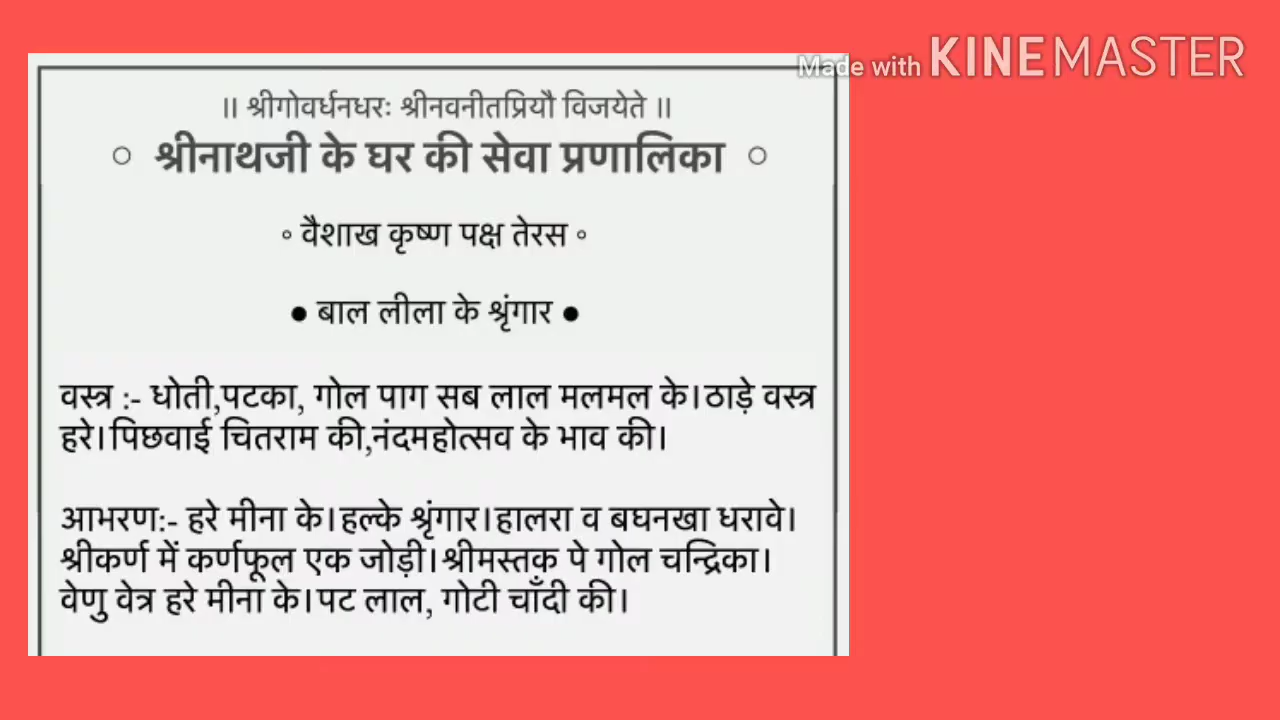 Made with KINEMASTER
॥ श्रीगोवर्धनधरः श्रीनवनीतप्रियौ विजयेते ॥
○ श्रीनाथजी के घर की सेवा प्रणालिका ○
◦ वैशाख कृष्ण पक्ष तेरस ◦
● बाल लीला के श्रृंगार ●
वस्त्र :- धोती,पटका, गोल पाग सब लाल मलमल के।ठाड़े वस्त्र
हरे।पिछवाई चितराम की,नंदमहोत्सव के भाव की।
आभरण:- हरे मीना के।हल्के श्रृंगार।हालरा व बघनखा धरावे।
श्रीकर्ण में कर्णफूल एक जोड़ी।श्रीमस्तक पे गोल चन्द्रिका।
वेणु वेत्र हरे मीना के।पट लाल, गोटी चाँदी की।